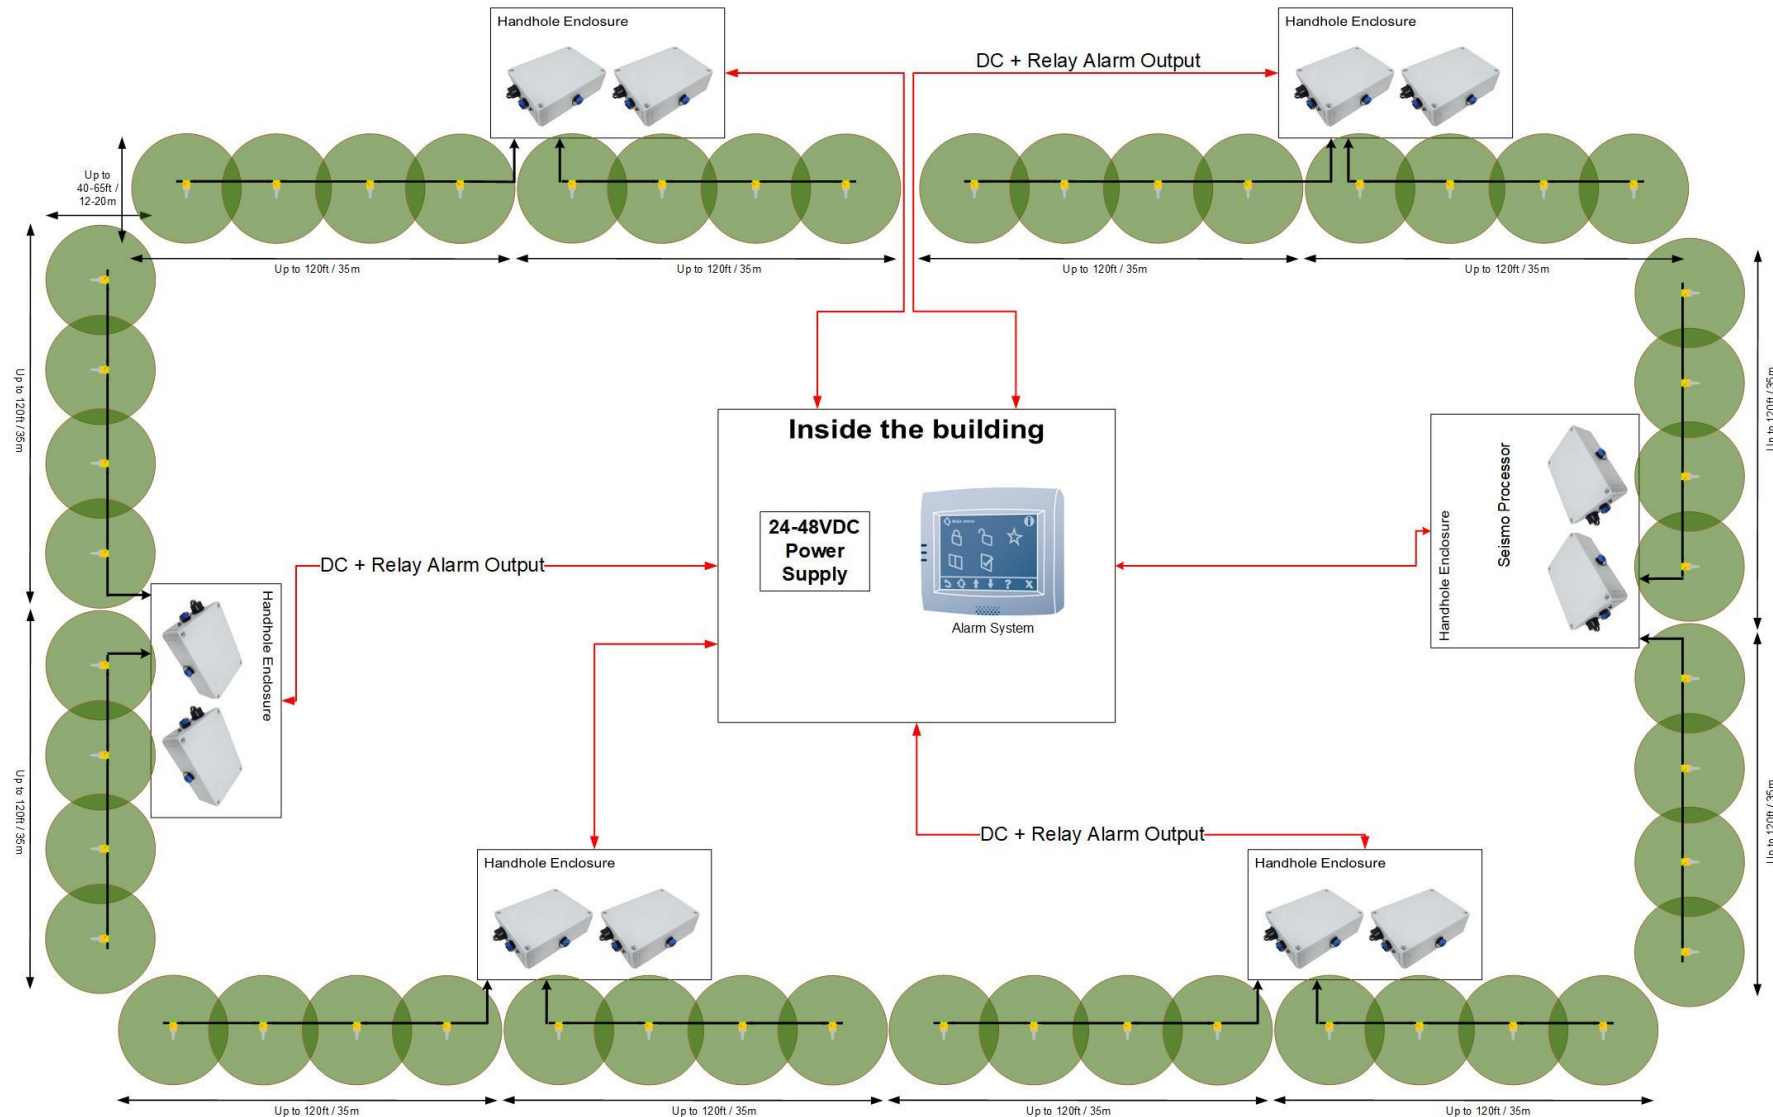 Handhole Enclosure
Handhole Enclosure
DC + Relay Alarm Output
Up to
40-65ft /
12-20m
Up to 120ft / 35m
Up to 120ft / 35m
Up to 120ft / 35m
Up to 120ft / 35m
Up to 120ft / 35m
Up to 120ft / 35m
Inside the building
24-48VDC
Power
Supply
Main menu
Alarm System
DC + Relay Alarm Output
Handhole Enclosure
Handhole Enclosure
Seismo Processor
Up to 120ft / 35m
Up to 120ft / 35m
DC + Relay Alarm Output
Handhole Enclosure
Handhole Enclosure
Up to 120ft / 35m
Up to 120ft / 35m
Up to 120ft / 35m
Up to 120ft / 35m